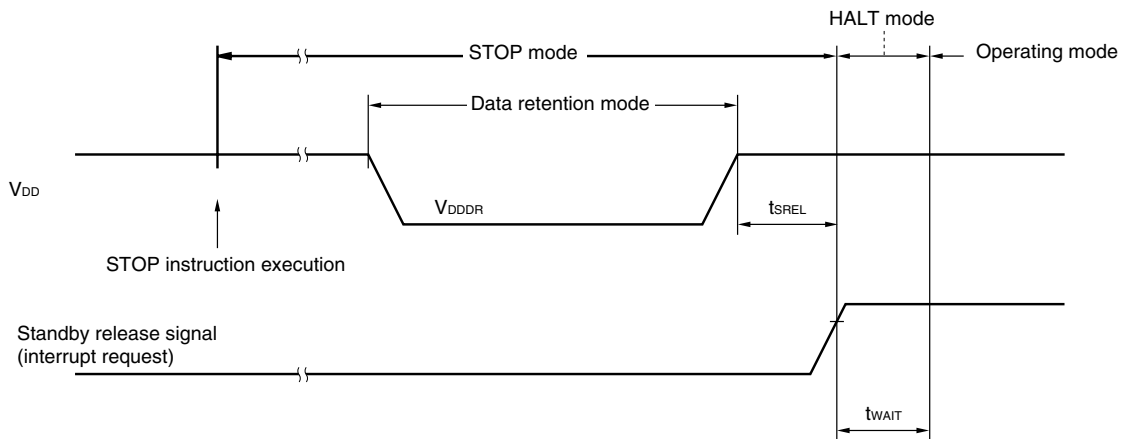 HALT mode
STOP mode
Operating mode
Data retention mode
VDD
VDDDR
tSREL
STOP instruction execution
Standby release signal
(interrupt request)
tWAIT